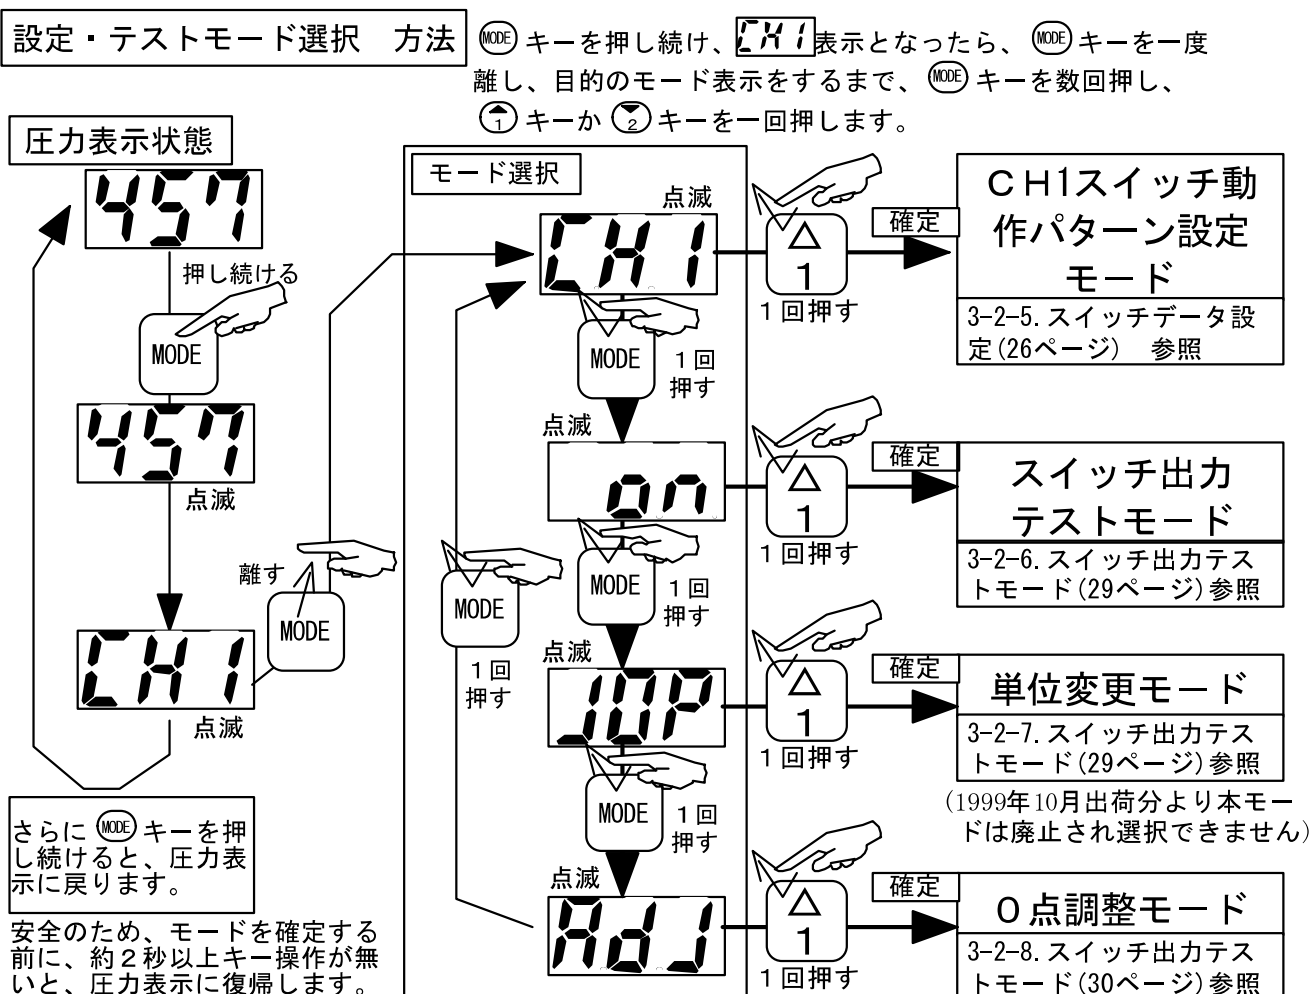 設定・テストモード選択　方法
MODE キーを押し続け、CH1表示となったら、MODE キーを一度
離し、目的のモード表示をするまで、MODE キーを数回押し、
1 キーか 2 キーを一回押します。
圧力表示状態
457
押し続ける
MODE
457
点滅
離す
MODE
CH1
点滅
さらに MODE キーを押
し続けると、圧力表
示に戻ります。
安全のため、モードを確定する
前に、約２秒以上キー操作が無
いと、圧力表示に復帰します。
モード選択
点滅
CH1
MODE
１回
押す
点滅
on
MODE
１回
押す
MODE
１回
押す
点滅
JUP
MODE
１回
押す
点滅
AdJ
△
1
１回押す
確定
ＣＨ1スイッチ動
作パターン設定
モード
3-2-5.スイッチデータ設
定(26ページ)　参照
△
1
１回押す
確定
スイッチ出力
テストモード
3-2-6.スイッチ出力テス
トモード(29ページ)参照
△
1
１回押す
確定
単位変更モード
3-2-7.スイッチ出力テス
トモード(29ページ)参照
(1999年10月出荷分より本モー
ドは廃止され選択できません)
△
1
１回押す
確定
０点調整モード
3-2-8.スイッチ出力テス
トモード(30ページ)参照